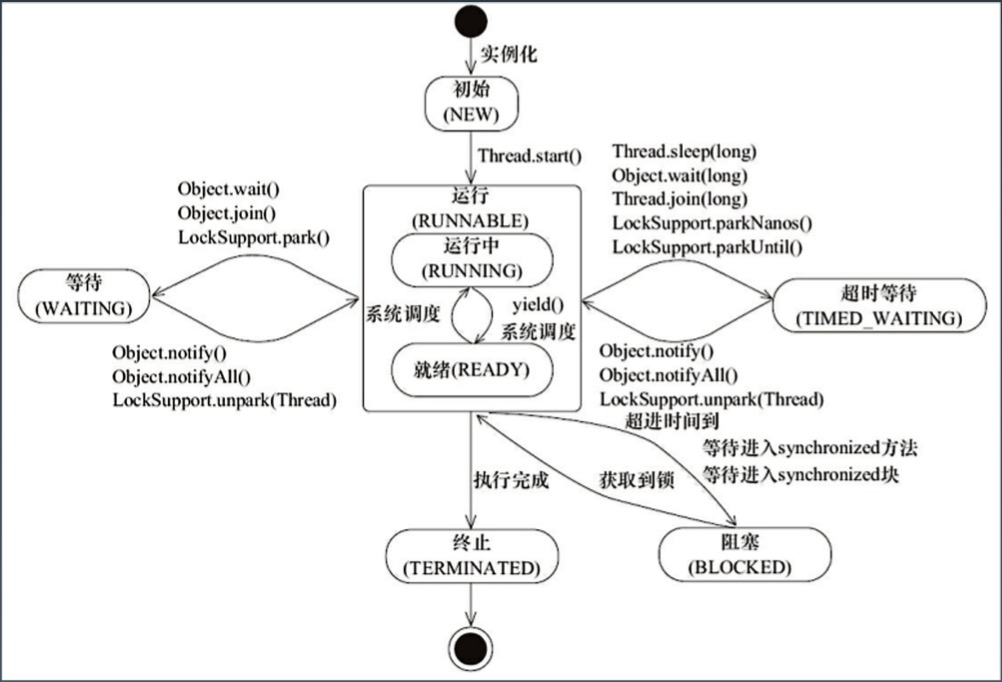 实例化
初始
(NEW)
Thread.start()
Object.wait()
Object.join()
LockSupport.park()
Thread.sleep(long)
Object.wait(long)
Thread.join(long)
LockSupport.parkNanos()
LockSupport.parkUntil()
运行
(RUNNABLE)
运行中
(RUNNING)
等待
(WAITING)
系统调度
yield()
系统调度
超时等待
(TIMED_WAITING)
就绪(READY)
Object.notify()
Object.notifyAll()
LockSupport.unpark(Thread)
Object.notify()
Object.notifyAll()
LockSupport.unpark(Thread)
超进时间到
等待进入synchronized方法
等待进入synchronized块
执行完成
获取到锁
终止
(TERMINATED)
阻塞
(BLOCKED)